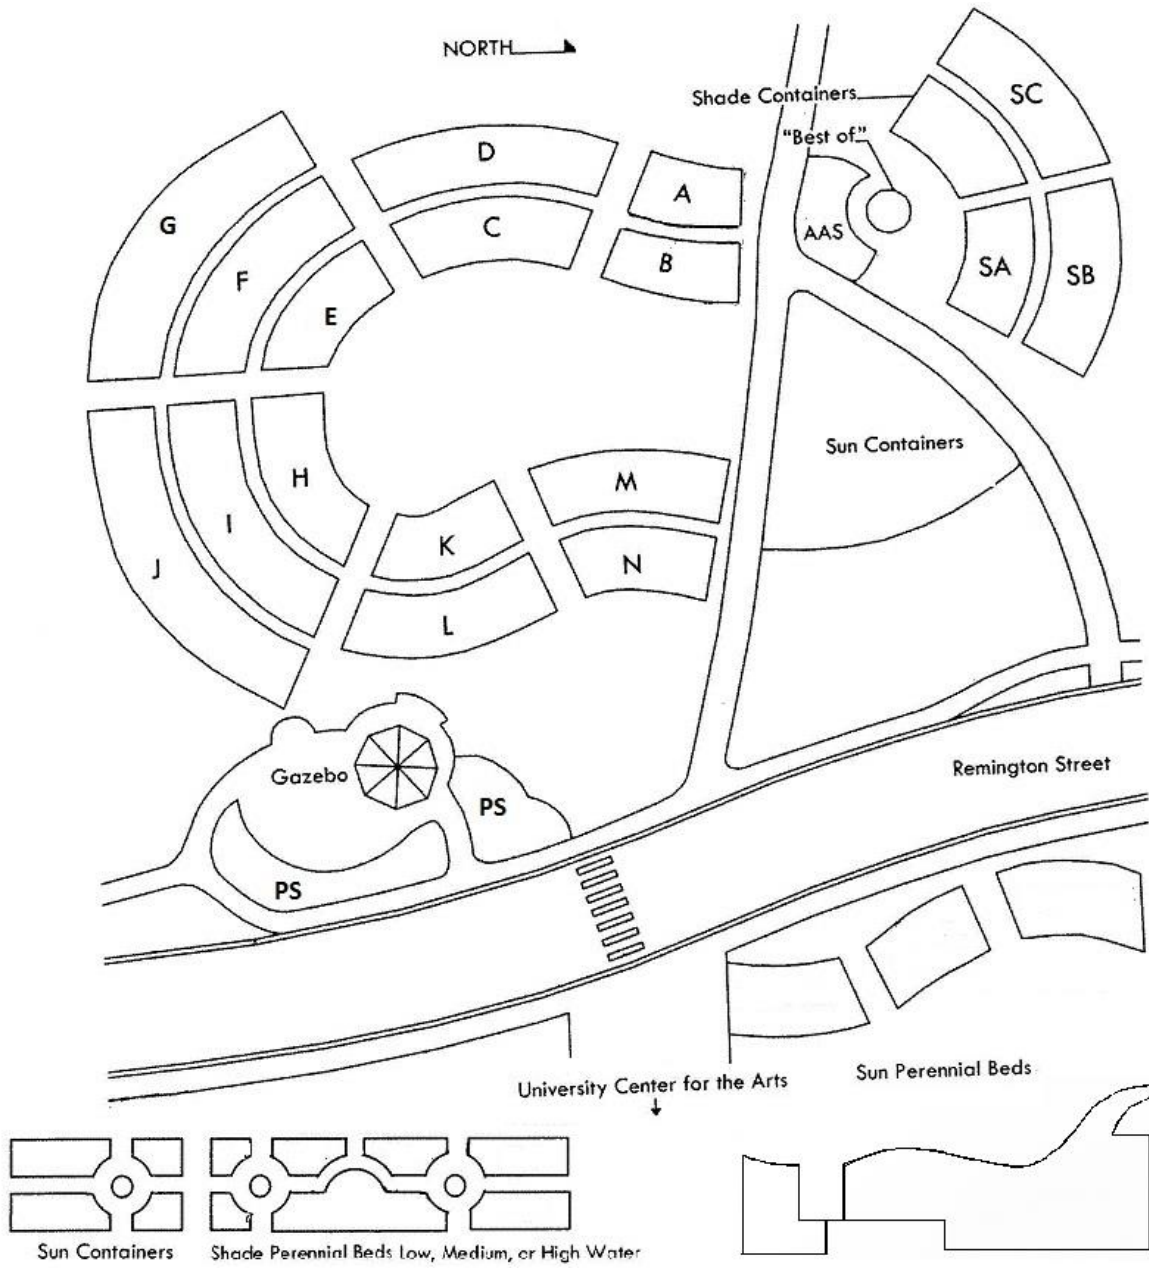 NORTH
SC
Shade Containers
"Best of"
D
A
G
C
AAS
F
B
SA
SB
E
Sun Containers
H
M
I
K
N
J
L
Gazebo
Remington Street
PS
PS
Sun Perennial Beds
University Center for the Arts
Sun Containers
Shade Perennial Beds Low, Medium, or High Water